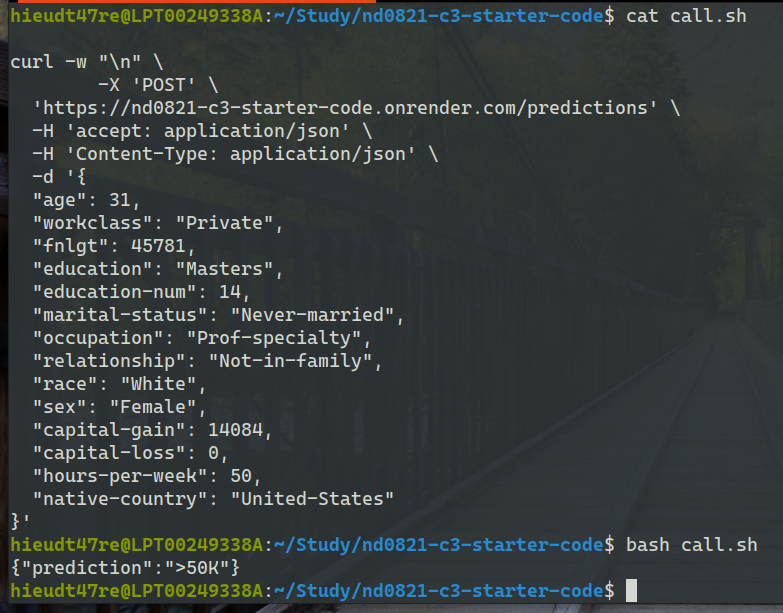 hieudt47re@LPT00249338A:~/Study/nd0821-c3-starter-code$ cat call.sh

curl -w "\n" \
        -X 'POST' \
  'https://nd0821-c3-starter-code.onrender.com/predictions' \
  -H 'accept: application/json' \
  -H 'Content-Type: application/json' \
  -d '{
  "age": 31,
  "workclass": "Private",
  "fnlgt": 45781,
  "education": "Masters",
  "education-num": 14,
  "marital-status": "Never-married",
  "occupation": "Prof-specialty",
  "relationship": "Not-in-family",
  "race": "White",
  "sex": "Female",
  "capital-gain": 14084,
  "capital-loss": 0,
  "hours-per-week": 50,
  "native-country": "United-States"
}'
hieudt47re@LPT00249338A:~/Study/nd0821-c3-starter-code$ bash call.sh
{"prediction":">50K"}
hieudt47re@LPT00249338A:~/Study/nd0821-c3-starter-code$